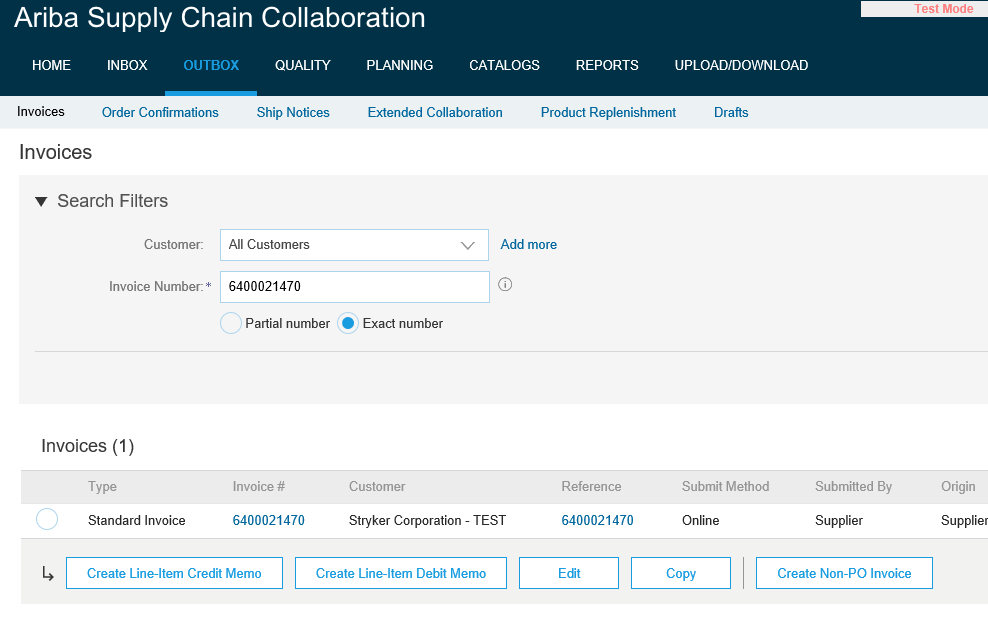 Ariba Supply Chain Collaboration
Test Mode
HOME INBOX OUTBOX QUALITY PLANNING CATALOGS REPORTS UPLOAD/DOWNLOAD
Invoices Order Confirmations Ship Notices Extended Collaboration Product Replenishment Drafts
Invoices
▼ Search Filters
Customer: All Customers Add more
Invoice Number:* 6400021470
Partial number Exact number
Invoices (1)
Type Invoice # Customer Reference Submit Method Submitted By Origin
Standard Invoice 6400021470 Stryker Corporation - TEST 6400021470 Online Supplier Supplier
Create Line-Item Credit Memo Create Line-Item Debit Memo Edit Copy Create Non-PO Invoice